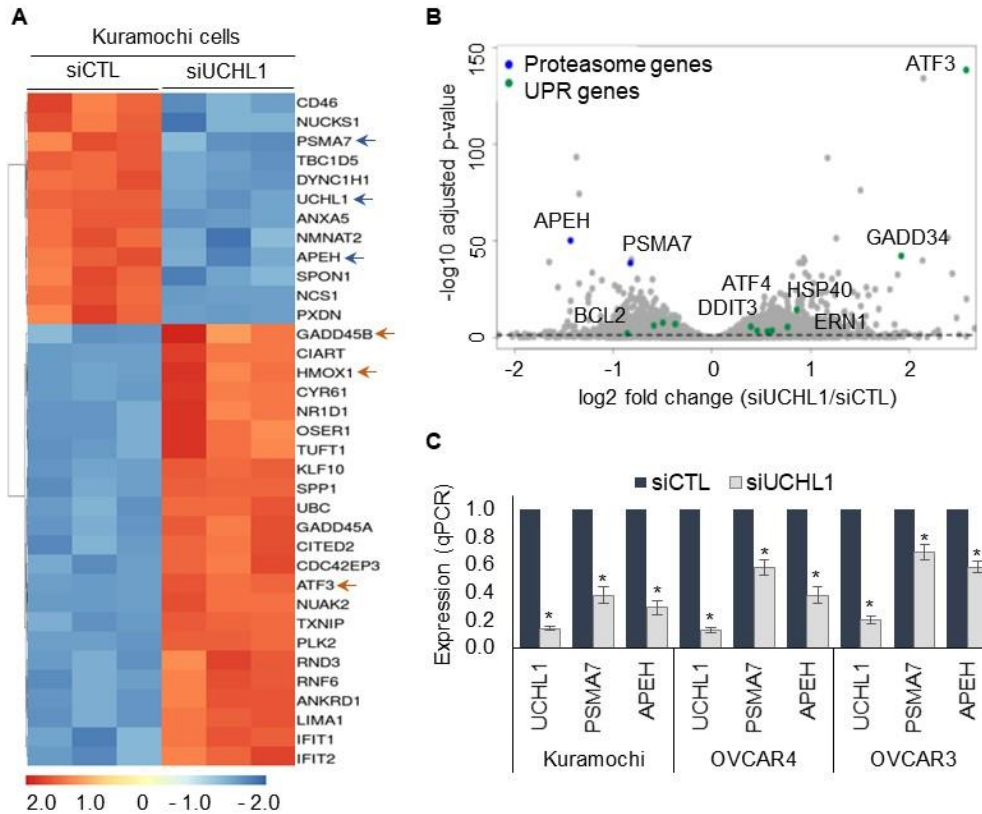 A
Kuramochi cells
siCTL siUCHL1
CD46
NUCKS1
PSMA7
TBC1D5
DYNC1H1
UCHL1
ANXA5
NMNAT2
APEH
SPON1
NCS1
PXDN
GADD45B
CIART
HMOX1
CYR61
NR1D1
OSER1
TUFT1
KLF10
SPP1
UBC
GADD45A
CITED2
CDC42EP3
ATF3
NUAK2
TXNIP
PLK2
RND3
RNF6
ANKRD1
LIMA1
IFIT1
IFIT2
2.0 1.0 0 -1.0 -2.0
B
-log10 adjusted p-value
150
100
50
0
Proteasome genes
UPR genes
ATF3
APEH
PSMA7
GADD34
ATF4
HSP40
DDIT3
BCL2
ERN1
-2 -1 0 1 2
log2 fold change (siUCHL1/siCTL)
C
siCTL siUCHL1
Expression (qPCR)
1.0
0.8
0.6
0.4
0.2
0.0
* * * * * * * * *
UCHL1 PSMA7 APEH UCHL1 PSMA7 APEH UCHL1 PSMA7 APEH
Kuramochi OVCAR4 OVCAR3